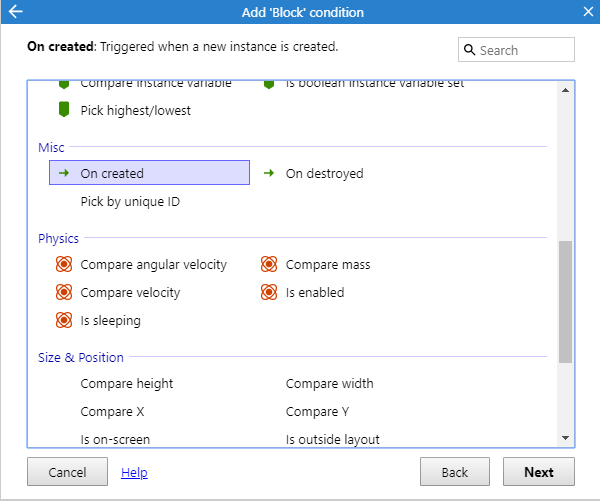 Add 'Block' condition
On created: Triggered when a new instance is created.
Search
Compare instance variable Is boolean instance variable set
Pick highest/lowest
Misc
On created On destroyed
Pick by unique ID
Physics
Compare angular velocity Compare mass
Compare velocity Is enabled
Is sleeping
Size & Position
Compare height Compare width
Compare X Compare Y
Is on-screen Is outside layout
Cancel Help Back Next